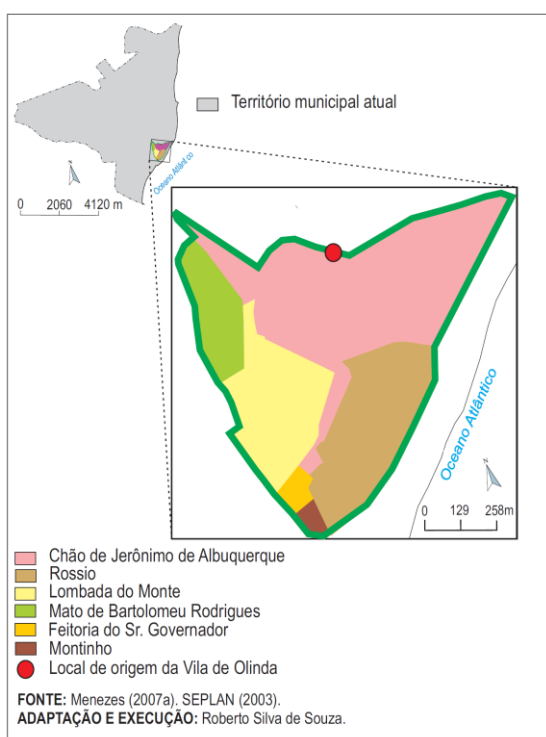 Território municipal atual
Oceano Atlântico
N
0 2060 4120 m
Oceano Atlântico
N
0 129 258m
Chão de Jerônimo de Albuquerque
Rossio
Lombada do Monte
Mato de Bartolomeu Rodrigues
Feitoria do Sr. Governador
Montinho
Local de origem da Vila de Olinda
FONTE: Menezes (2007a). SEPLAN (2003).
ADAPTAÇÃO E EXECUÇÃO: Roberto Silva de Souza.